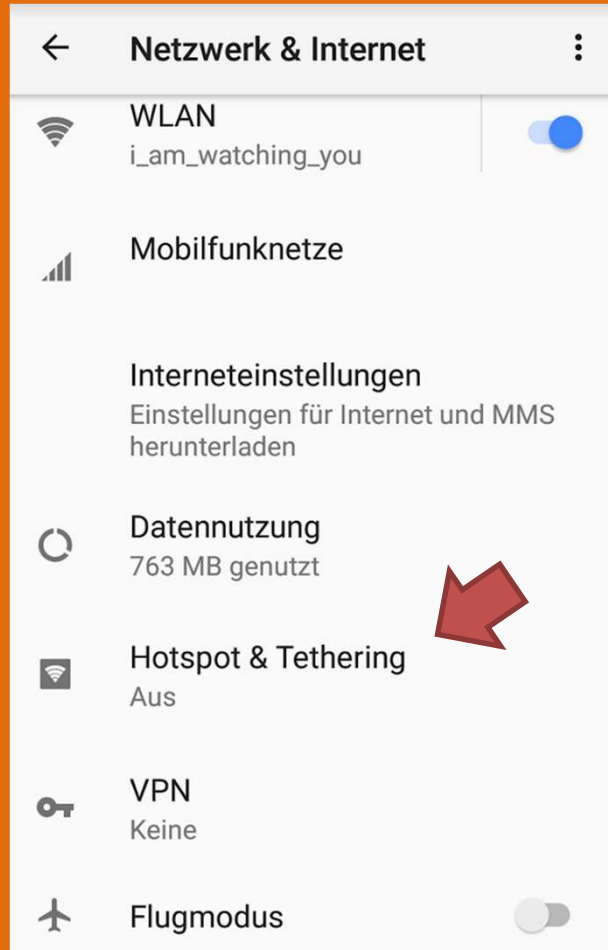 Netzwerk & Internet
WLAN
i_am_watching_you
Mobilfunknetze
Interneteinstellungen
Einstellungen für Internet und MMS
herunterladen
Datennutzung
763 MB genutzt
Hotspot & Tethering
Aus
VPN
Keine
Flugmodus